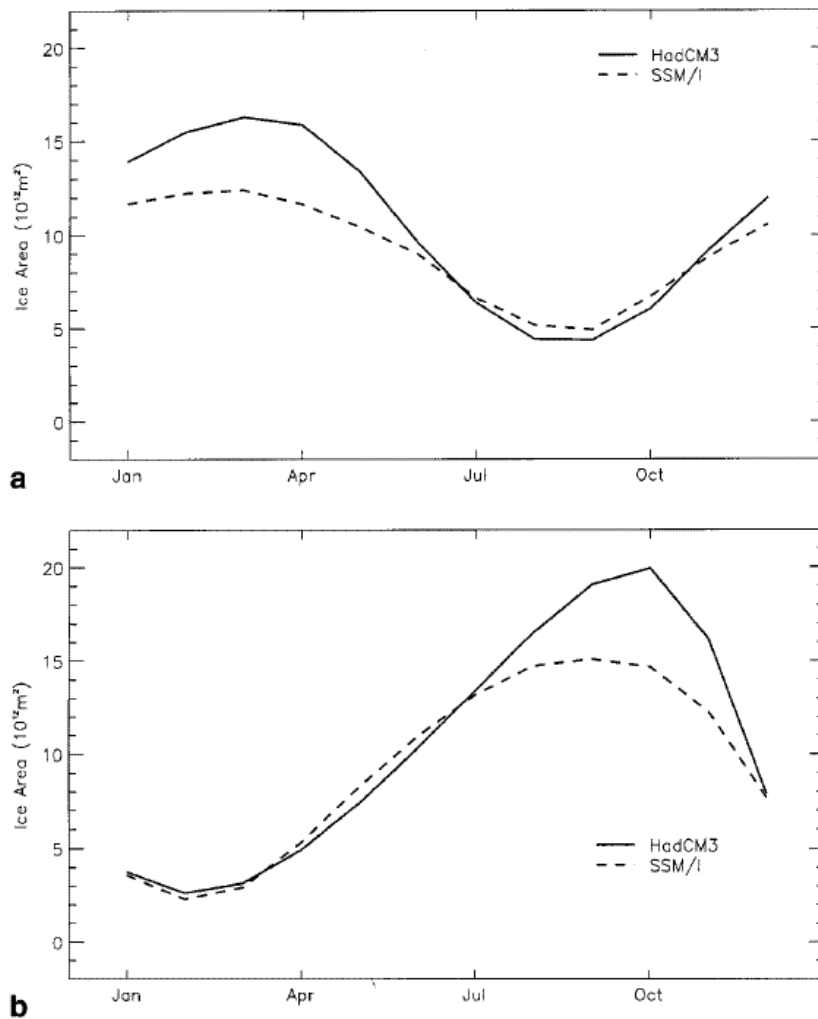 20
15
10
5
0
Ice Area (10¹²m²)
HadCM3
SSM/I
Jan Apr Jul Oct
a
20
15
10
5
0
Ice Area (10¹²m²)
HadCM3
SSM/I
Jan Apr Jul Oct
b